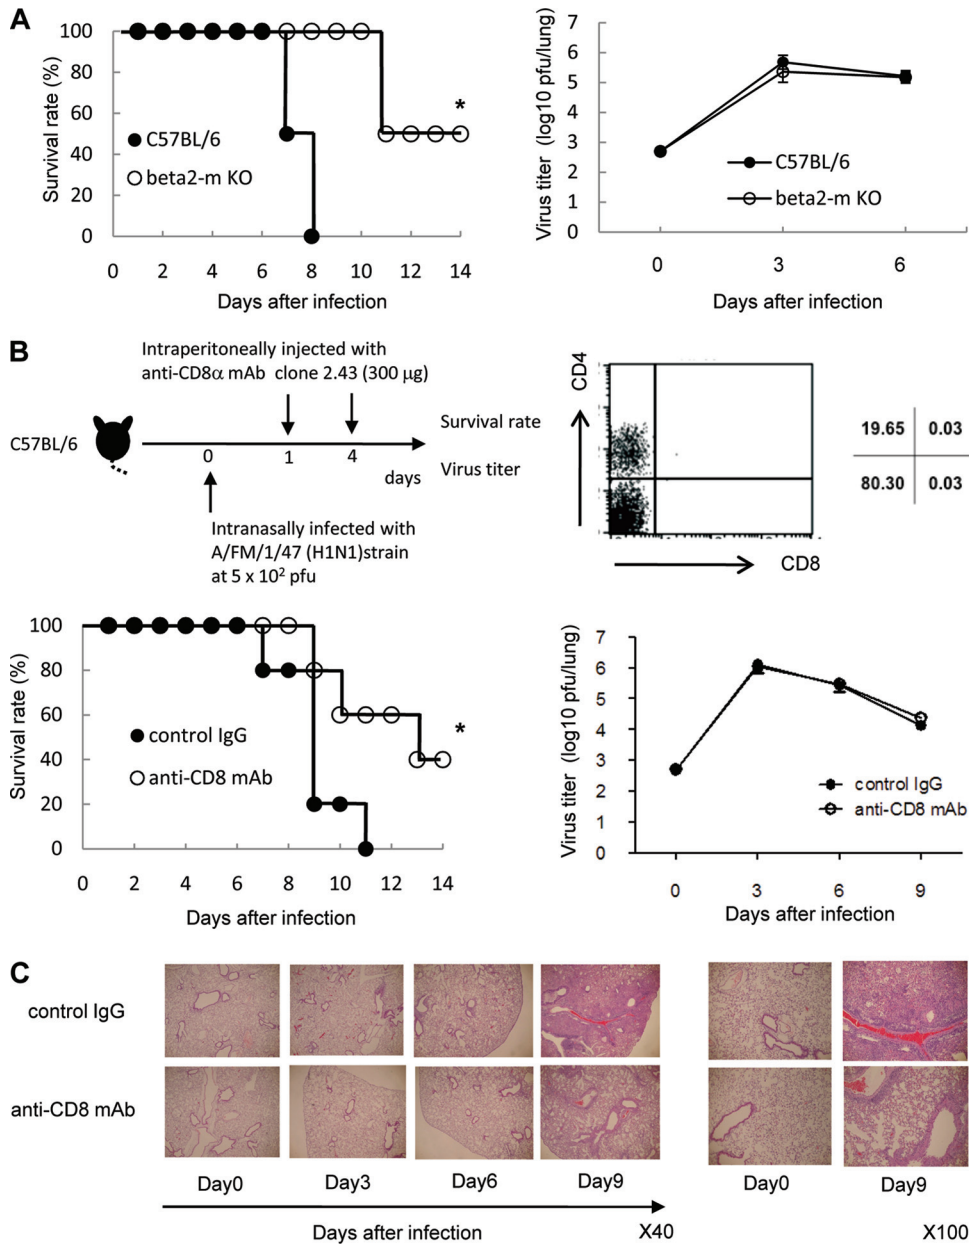 A
100
80
60
40
20
0
Survival rate (%)
C57BL/6
beta2-m KO
*
0 2 4 6 8 10 12 14
Days after infection
7
6
5
4
3
2
1
0
Virus titer (log10 pfu/lung)
C57BL/6
beta2-m KO
0 3 6
Days after infection
B
Intraperitoneally injected with
anti-CD8α mAb clone 2.43 (300 µg)
C57BL/6
0 1 4
days
Survival rate
Virus titer
Intranasally infected with
A/FM/1/47 (H1N1)strain
at 5 x 10² pfu
CD4
CD8
19.65 0.03
80.30 0.03
100
80
60
40
20
0
Survival rate (%)
control IgG
anti-CD8 mAb
*
0 2 4 6 8 10 12 14
Days after infection
7
6
5
4
3
2
1
0
Virus titer (log10 pfu/lung)
control IgG
anti-CD8 mAb
0 3 6 9
Days after infection
C
control IgG
anti-CD8 mAb
Day0 Day3 Day6 Day9 Day0 Day9
Days after infection X40 X100